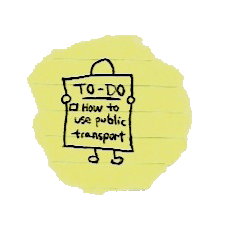 TO-DO
How to
use public
transport